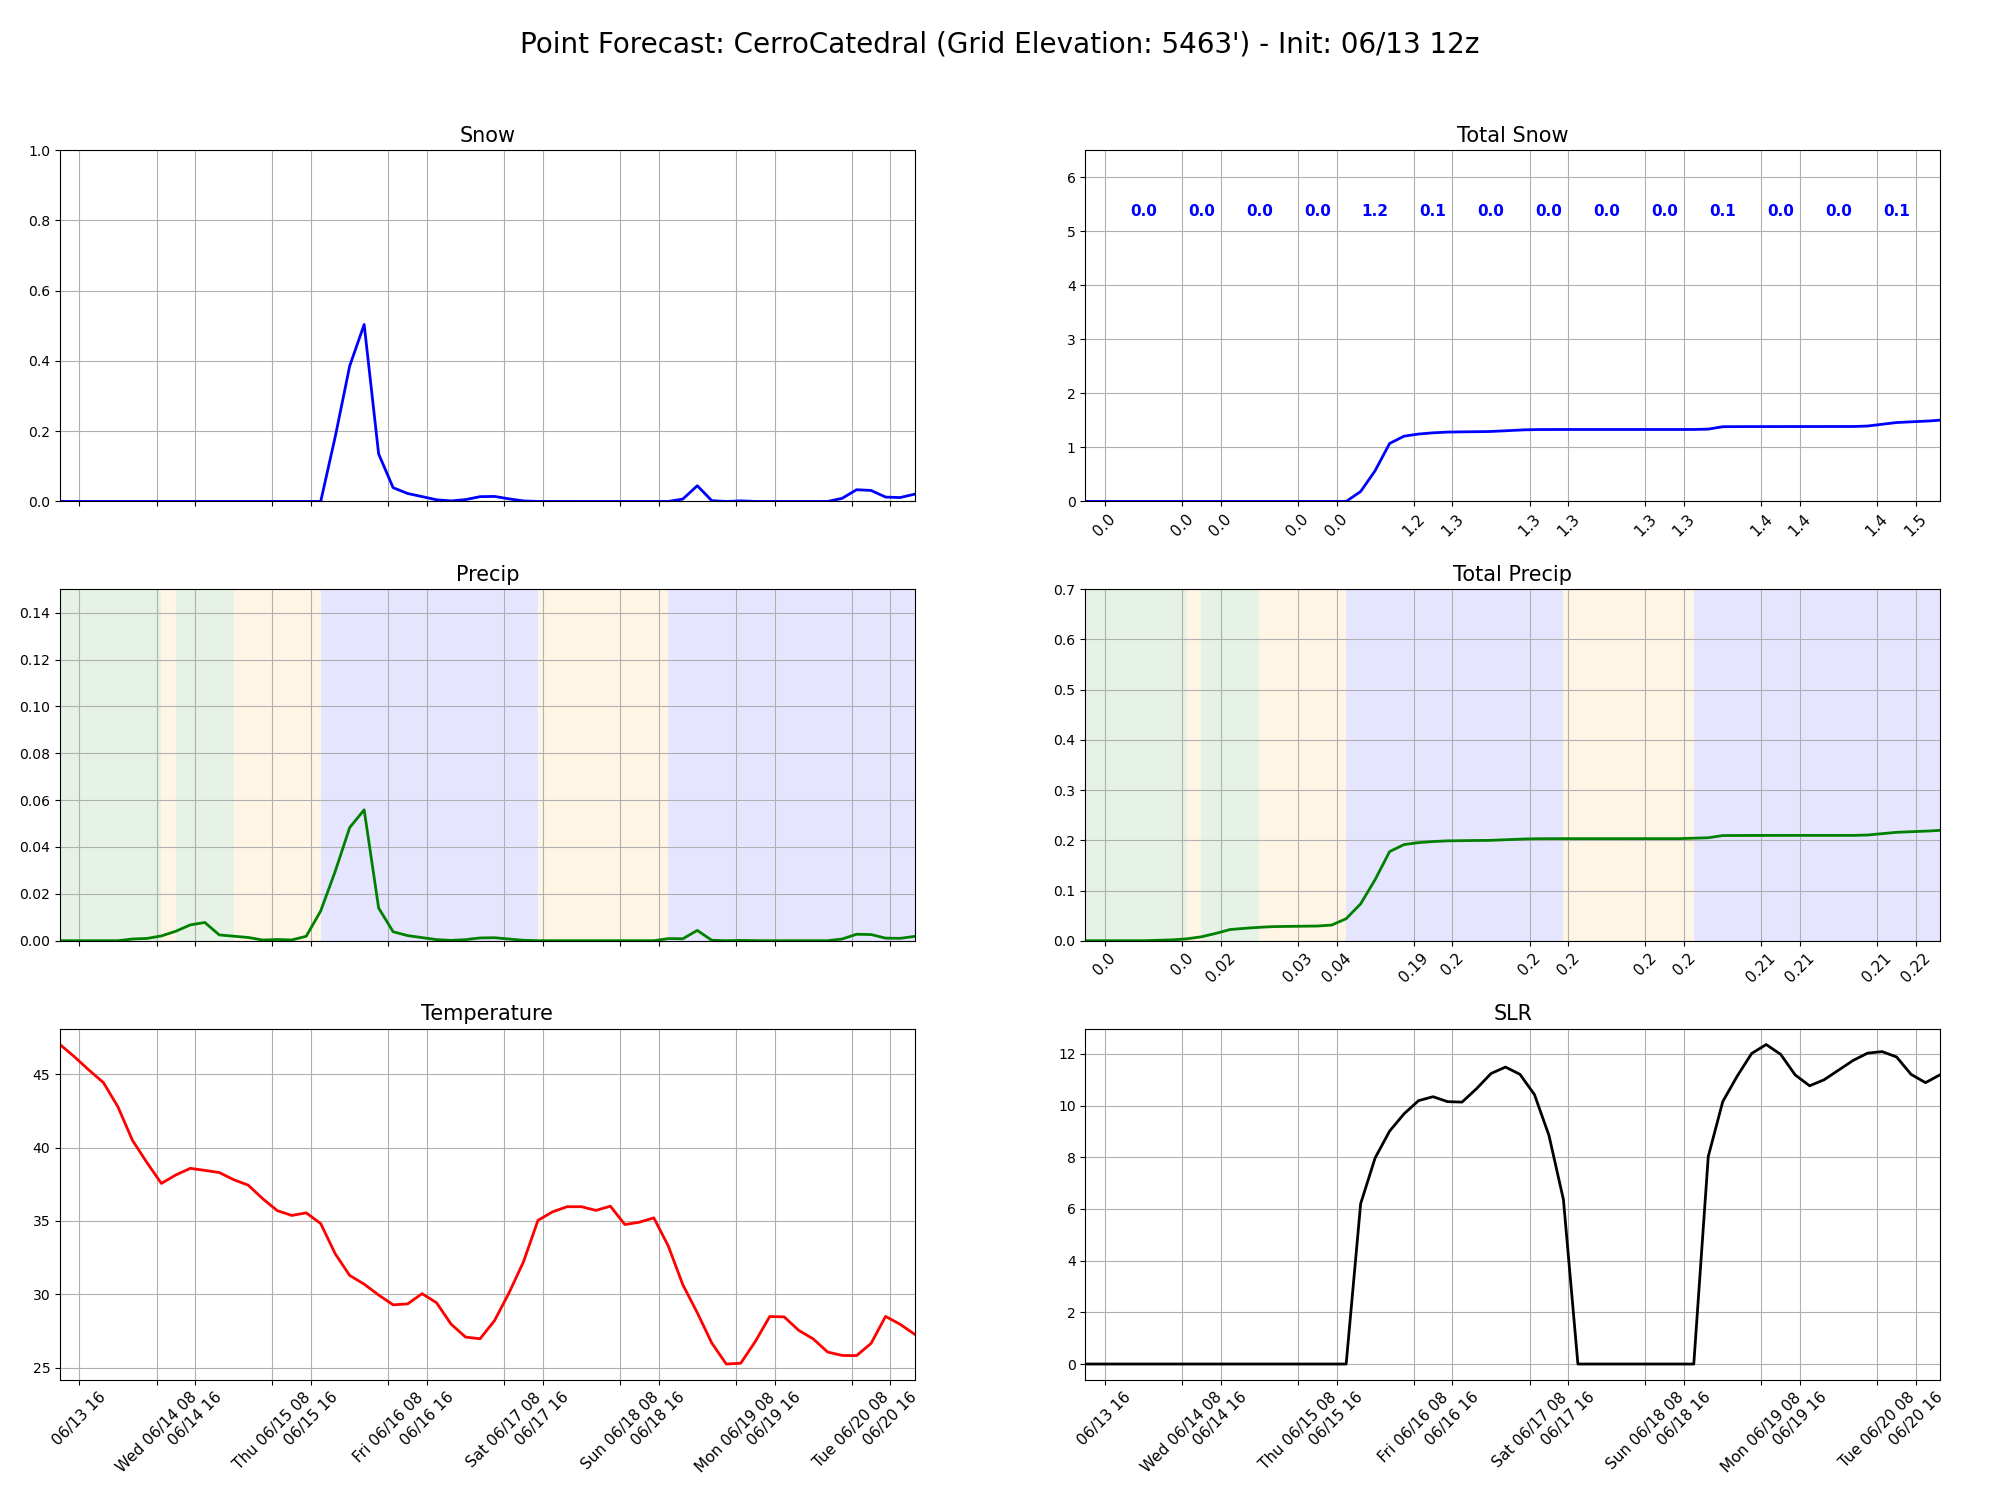 Point Forecast: CerroCatedral (Grid Elevation: 5463') - Init: 06/13 12z
Snow
1.0
0.8
0.6
0.4
0.2
0.0
Total Snow
6
5
4
3
2
1
0
0.0 0.0 0.0 0.0 1.2 0.1 0.0 0.0 0.0 0.0 0.1 0.0 0.0 0.1
0.0 0.0 0.0 0.0 0.0 1.2 1.3 1.3 1.3 1.3 1.3 1.4 1.4 1.4 1.5
Precip
0.14
0.12
0.10
0.08
0.06
0.04
0.02
0.00
Total Precip
0.7
0.6
0.5
0.4
0.3
0.2
0.1
0.0
0.0 0.0 0.02 0.03 0.04 0.19 0.2 0.2 0.2 0.2 0.2 0.21 0.21 0.21 0.22
Temperature
45
40
35
30
25
06/13 16
Wed 06/14 08
06/14 16
Thu 06/15 08
06/15 16
Fri 06/16 08
06/16 16
Sat 06/17 08
06/17 16
Sun 06/18 08
06/18 16
Mon 06/19 08
06/19 16
Tue 06/20 08
06/20 16
SLR
12
10
8
6
4
2
0
06/13 16
Wed 06/14 08
06/14 16
Thu 06/15 08
06/15 16
Fri 06/16 08
06/16 16
Sat 06/17 08
06/17 16
Sun 06/18 08
06/18 16
Mon 06/19 08
06/19 16
Tue 06/20 08
06/20 16